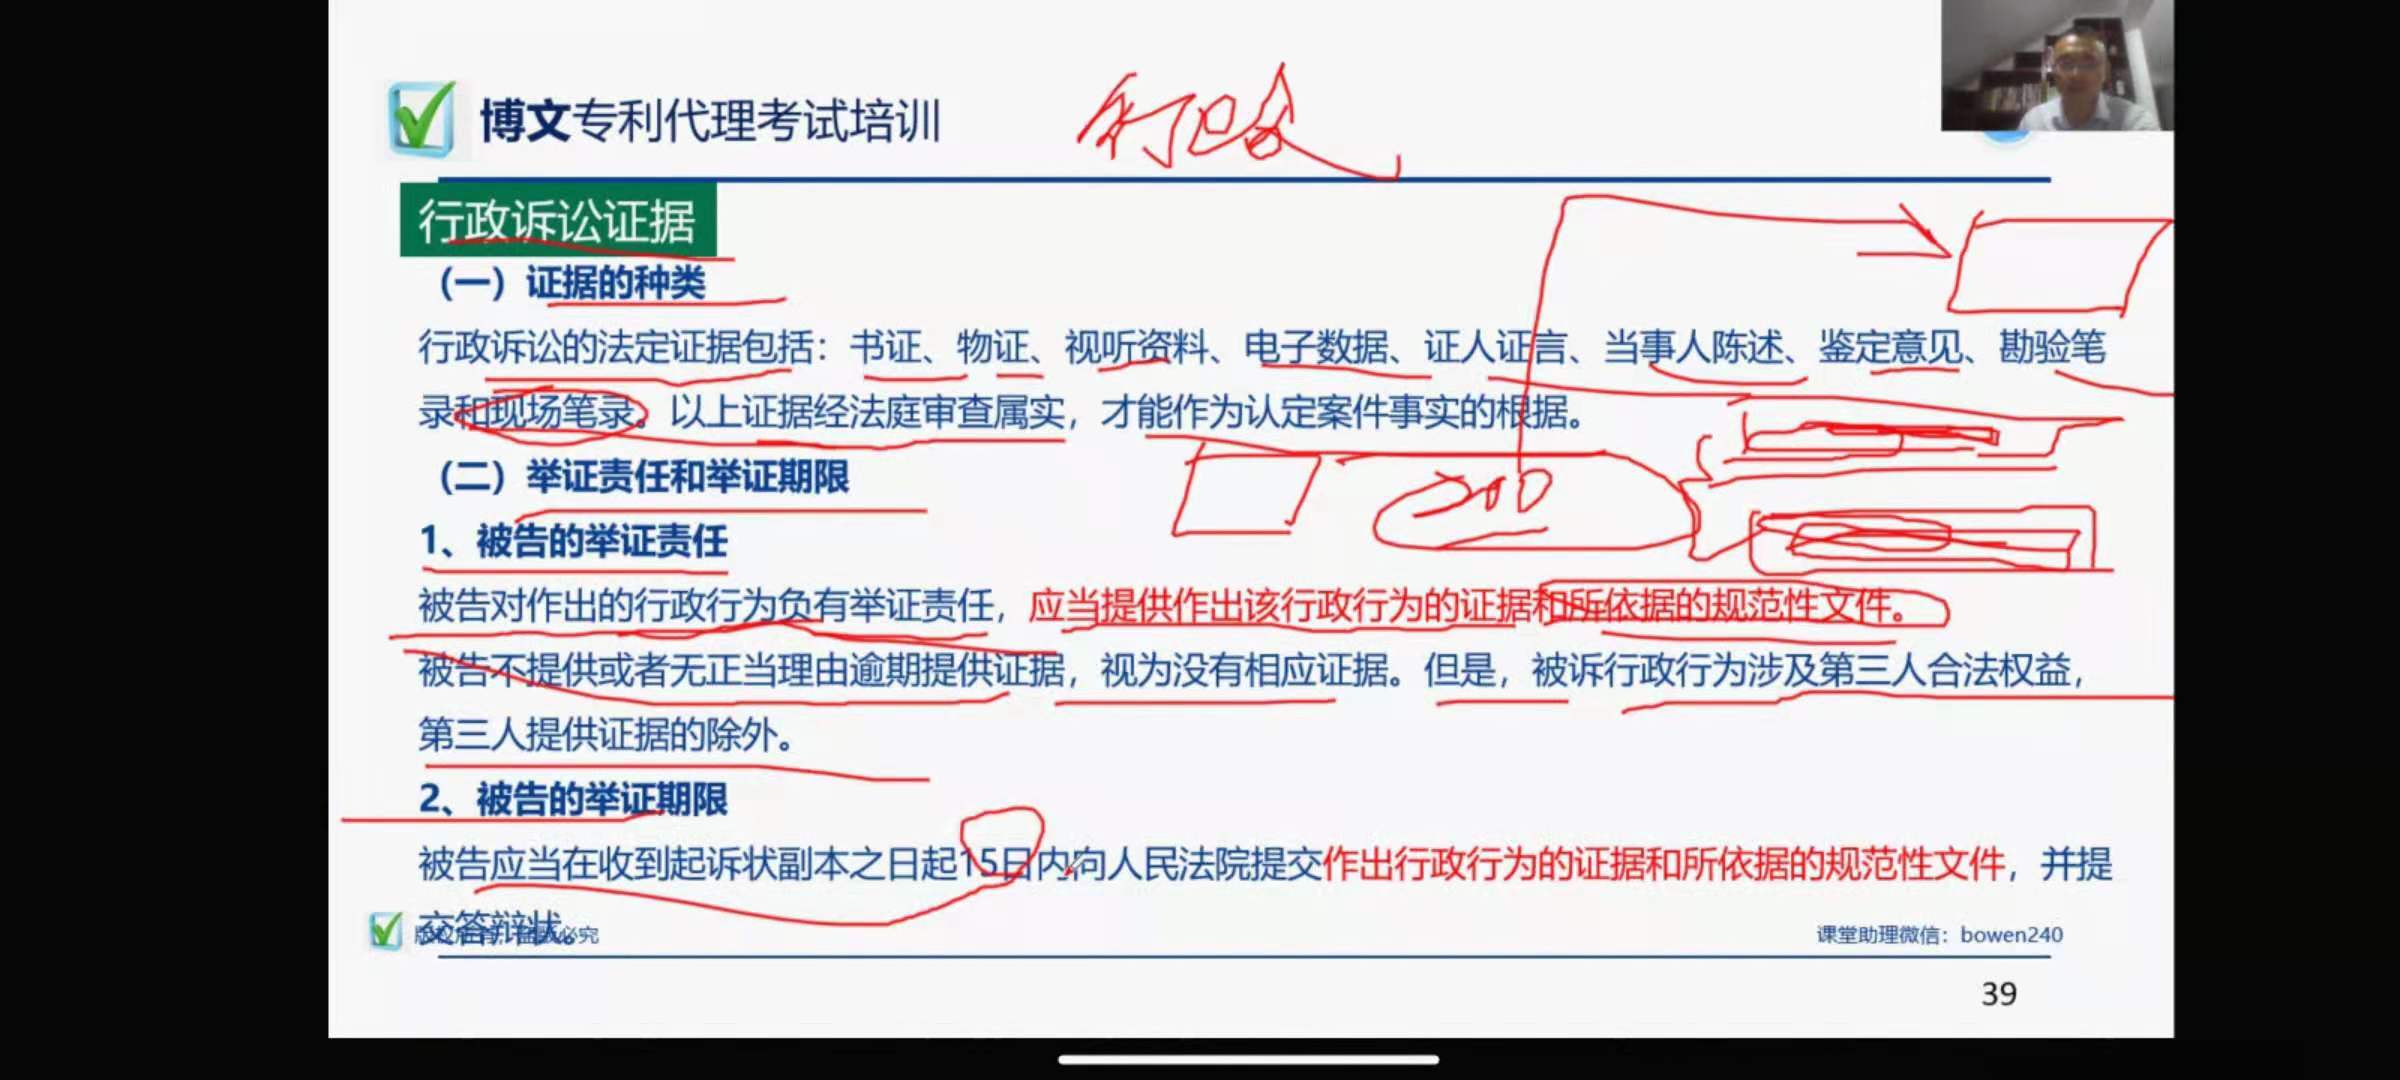 博文专利代理考试培训
行政诉讼证据
（一）证据的种类
行政诉讼的法定证据包括：书证、物证、视听资料、电子数据、证人证言、当事人陈述、鉴定意见、勘验笔
录和现场笔录。以上证据经法庭审查属实，才能作为认定案件事实的根据。
（二）举证责任和举证期限
200
1、被告的举证责任
被告对作出的行政行为负有举证责任，应当提供作出该行政行为的证据和所依据的规范性文件。
被告不提供或者无正当理由逾期提供证据，视为没有相应证据。但是，被诉行政行为涉及第三人合法权益，
第三人提供证据的除外。
2、被告的举证期限
被告应当在收到起诉状副本之日起15日内向人民法院提交作出行政行为的证据和所依据的规范性文件，并提
交答辩状。
版权所有，盗版必究
课堂助理微信：bowen240
39